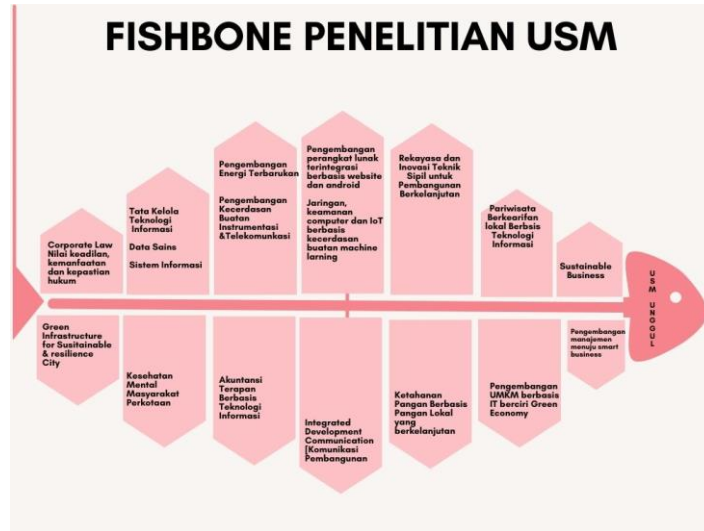 FISHBONE PENELITIAN USM
Corporate Law
Nilai keadilan,
kemanfaatan
dan kepastian
hukum
Tata Kelola
Teknologi
Informasi
Data Sains
Sistem Informasi
Pengembangan
Energi Terbarukan
Pengembangan
Kecerdasan
Buatan
Instrumentasi
&Telekomunkasi
Pengembangan
perangkat lunak
terintegrasi
berbasis website
dan android
Jaringan,
keamanan
computer dan IoT
berbasis
kecerdasan
buatan machine
larning
Rekayasa dan
Inovasi Teknik
Sipil untuk
Pembangunan
Berkelanjutan
Pariwisata
Berkearifan
lokal Berbsis
Teknologi
Informasi
Sustainable
Business
USM UNGGUL
Green
Infrastructure
for Susitainable
& resilience
City
Kesehatan
Mental
Masyarakat
Perkotaan
Akuntansi
Terapan
Berbasis
Teknologi
Informasi
Integrated
Development
Communication
[Komunikasi
Pembangunan
Ketahanan
Pangan Berbasis
Pangan Lokal
yang
berkelanjutan
Pengembangan
UMKM berbasis
IT berciri Green
Economy
Pengembangan
manajemen
menuju smart
business